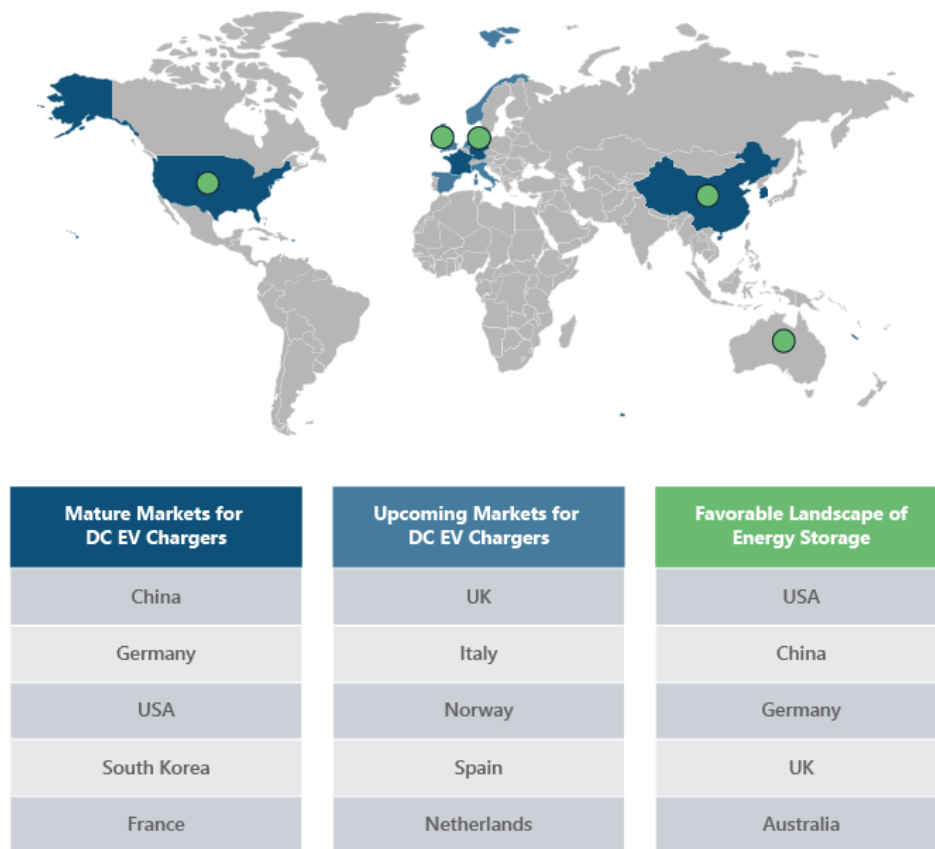 Mature Markets for
DC EV Chargers
China
Germany
USA
South Korea
France
Upcoming Markets for
DC EV Chargers
UK
Italy
Norway
Spain
Netherlands
Favorable Landscape of
Energy Storage
USA
China
Germany
UK
Australia